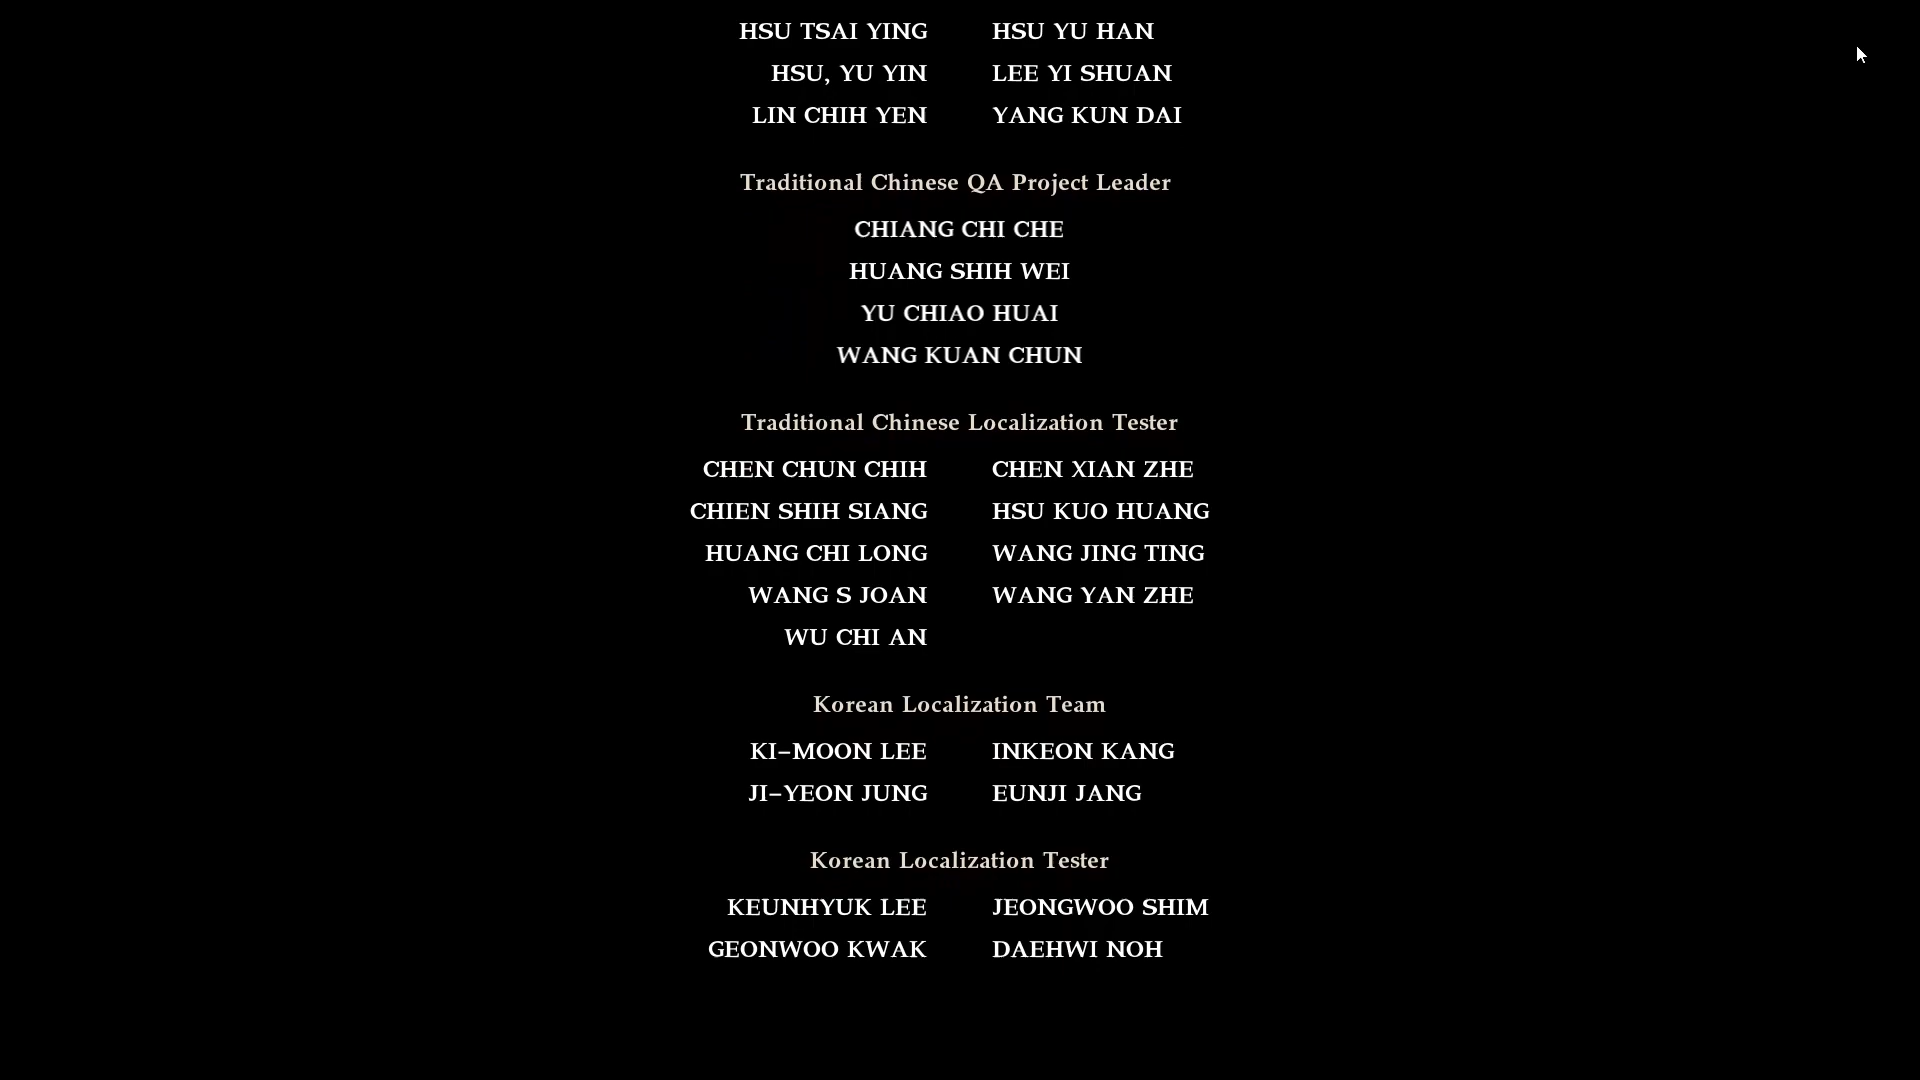 HSU TSAI YING HSU YU HAN
HSU, YU YIN LEE YI SHUAN
LIN CHIH YEN YANG KUN DAI
Traditional Chinese QA Project Leader
CHIANG CHI CHE
HUANG SHIH WEI
YU CHIAO HUAI
WANG KUAN CHUN
Traditional Chinese Localization Tester
CHEN CHUN CHIH CHEN XIAN ZHE
CHIEN SHIH SIANG HSU KUO HUANG
HUANG CHI LONG WANG JING TING
WANG S JOAN WANG YAN ZHE
WU CHI AN
Korean Localization Team
KI-MOON LEE INKEON KANG
JI-YEON JUNG EUNJI JANG
Korean Localization Tester
KEUNHYUK LEE JEONGWOO SHIM
GEONWOO KWAK DAEHWI NOH